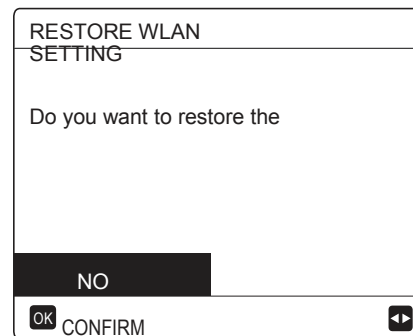 RESTORE WLAN
SETTING
Do you want to restore the
NO
OK CONFIRM